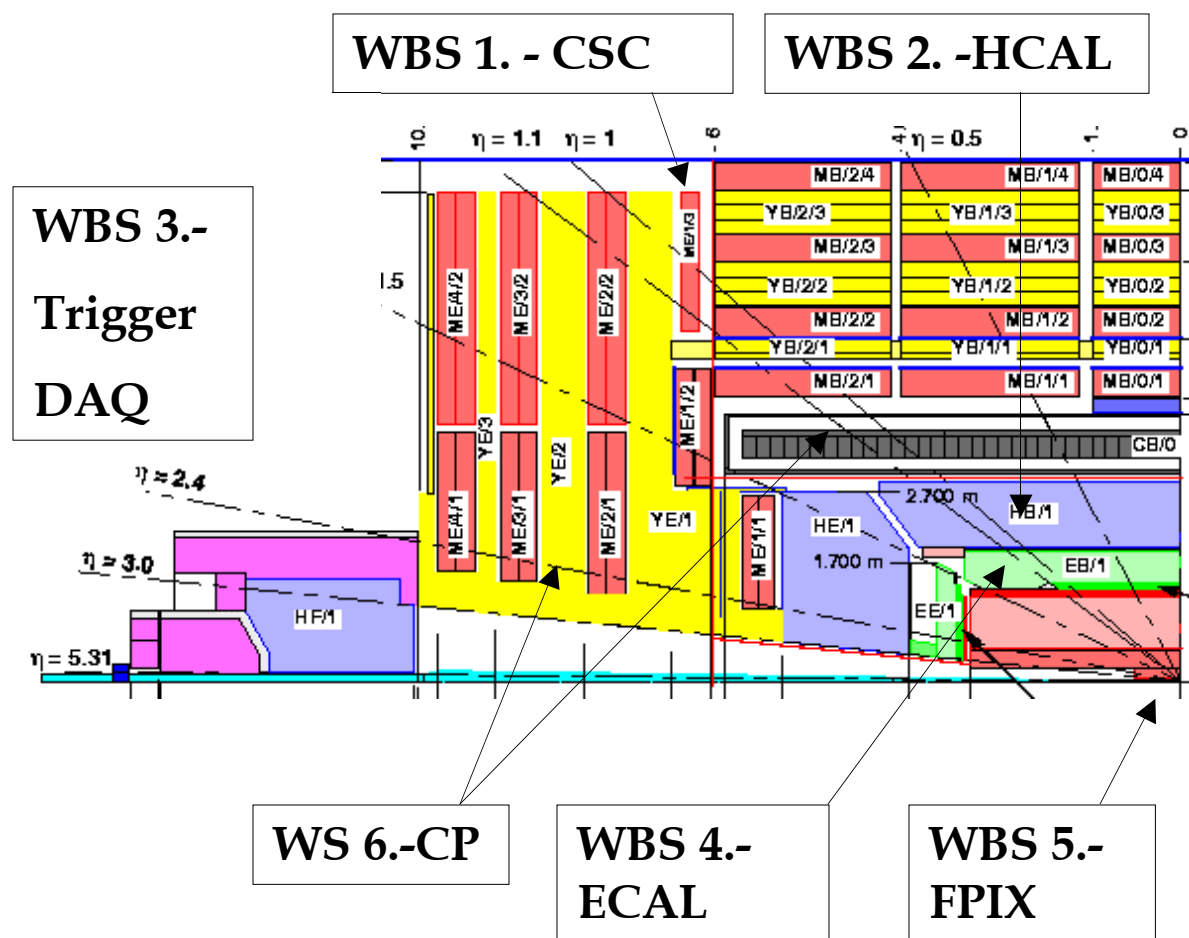 WBS 1. - CSC
WBS 2. -HCAL
10.
η = 1.1
η = 1
η = 0.5
0
WBS 3.-
Trigger
DAQ
MB/2/4
MB/1/4
MB/0/4
YB/2/3
YB/1/3
YB/0/3
MB/2/3
MB/1/3
MB/0/3
YB/2/2
YB/1/2
YB/0/2
MB/2/2
MB/1/2
MB/0/2
YB/2/1
YB/1/1
YB/0/1
MB/2/1
MB/1/1
MB/0/1
ME/4/2
ME/3/2
ME/2/2
ME/1/3
ME/1/2
YE/3
YE/2
YE/1
ME/4/1
ME/3/1
ME/2/1
ME/1/1
CB/0
2.700 m
HB/1
HE/1
1.700 m
EB/1
EE/1
η = 2.4
η = 3.0
HF/1
η = 5.31
WS 6.-CP
WBS 4.-
ECAL
WBS 5.-
FPIX